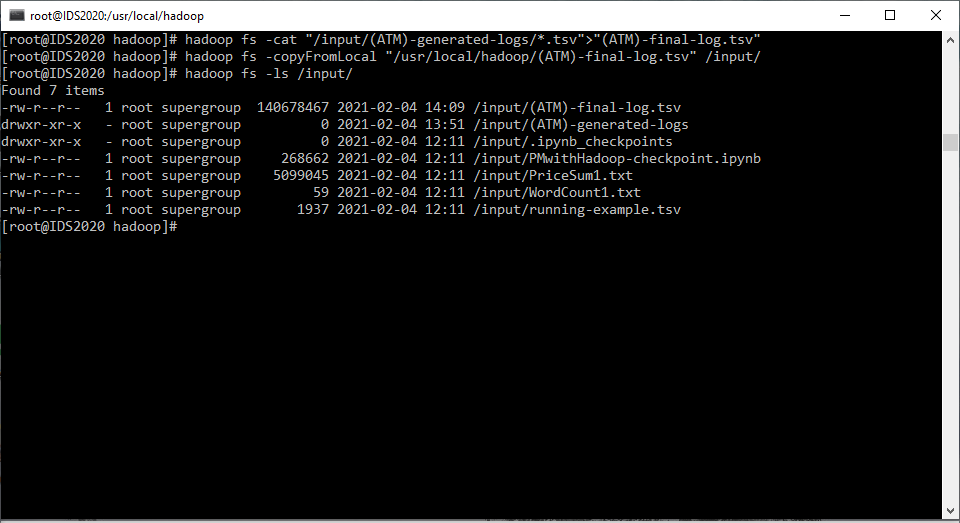 root@IDS2020:/usr/local/hadoop
[root@IDS2020 hadoop]# hadoop fs -cat "/input/(ATM)-generated-logs/*.tsv">"(ATM)-final-log.tsv"
[root@IDS2020 hadoop]# hadoop fs -copyFromLocal "/usr/local/hadoop/(ATM)-final-log.tsv" /input/
[root@IDS2020 hadoop]# hadoop fs -ls /input/
Found 7 items
-rw-r--r--   1 root supergroup  140678467 2021-02-04 14:09 /input/(ATM)-final-log.tsv
drwxr-xr-x   - root supergroup          0 2021-02-04 13:51 /input/(ATM)-generated-logs
drwxr-xr-x   - root supergroup          0 2021-02-04 12:11 /input/.ipynb_checkpoints
-rw-r--r--   1 root supergroup     268662 2021-02-04 12:11 /input/PMwithHadoop-checkpoint.ipynb
-rw-r--r--   1 root supergroup    5099045 2021-02-04 12:11 /input/PriceSum1.txt
-rw-r--r--   1 root supergroup         59 2021-02-04 12:11 /input/WordCount1.txt
-rw-r--r--   1 root supergroup       1937 2021-02-04 12:11 /input/running-example.tsv
[root@IDS2020 hadoop]#